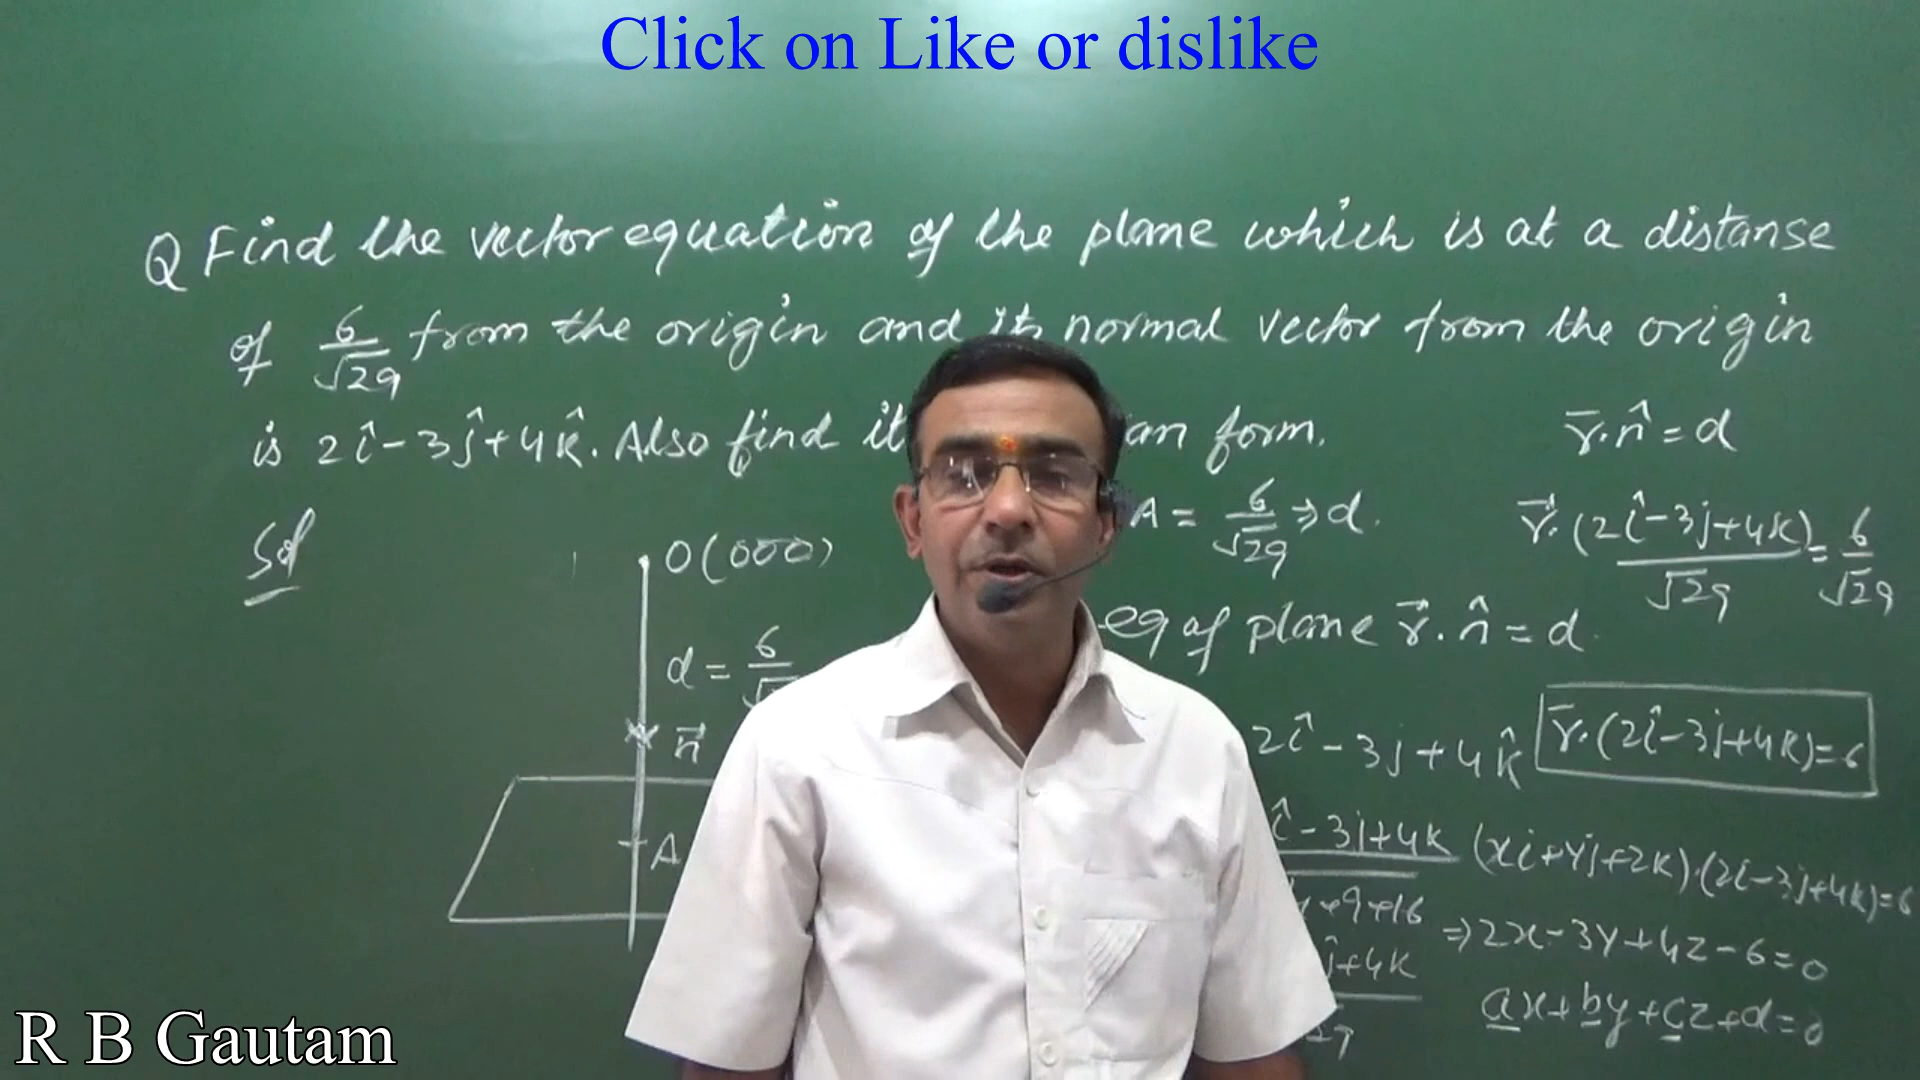 Click on Like or dislike
Q Find the vector equation of the plane which is at a distanse
of 6/√29 from the origin and its normal vector from the origin
is 2î-3ĵ+4k̂. Also find it an form.
r̄.n̂=d
Sol
O(000)
A = 6/√29 ⇒d.
r⃗.(2î-3j+4k)/√29=6/√29
d=6/√
eq of plane r⃗.n̂=d.
n⃗
2î-3j+4k̂
r̄.(2î-3j+4k)=6
A
î-3j+4k
(xi+yj+zk).(2i-3j+4k)=6
+9+16
⇒2x-3y+4z-6=0
ĵ+4k
ax+by+cz+d=0
R B Gautam